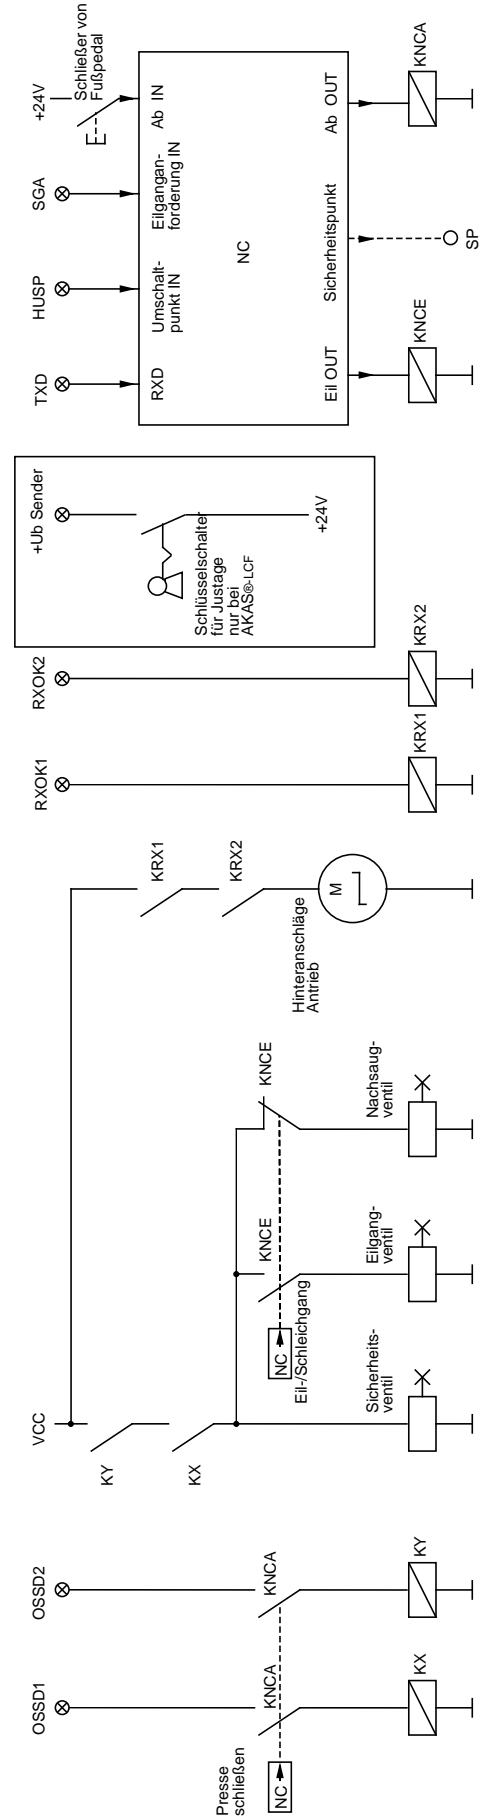 OSSD1
OSSD2
VCC
RXOK1
RXOK2
+Ub Sender
TXD
HUSP
SGA
+24V
Schließer von
Fußpedal
RXD
Umschalt-
punkt IN
Eilgangan-
forderung IN
Ab IN
NC
Eil OUT
Sicherheitspunkt
Ab OUT
KNCE
SP
KNCA
Schlüsselschalter
für Justage
nur bei
AKAS®-LCF
+24V
KRX1
KRX2
KRX1
KRX2
M
Hinteranschläge
Antrieb
KY
KX
KNCE
KNCE
NC
Eil-/Schleichgang
Sicherheits-
ventil
Eilgang-
ventil
Nachsaug-
ventil
Presse
schließen
NC
KNCA
KNCA
KX
KY